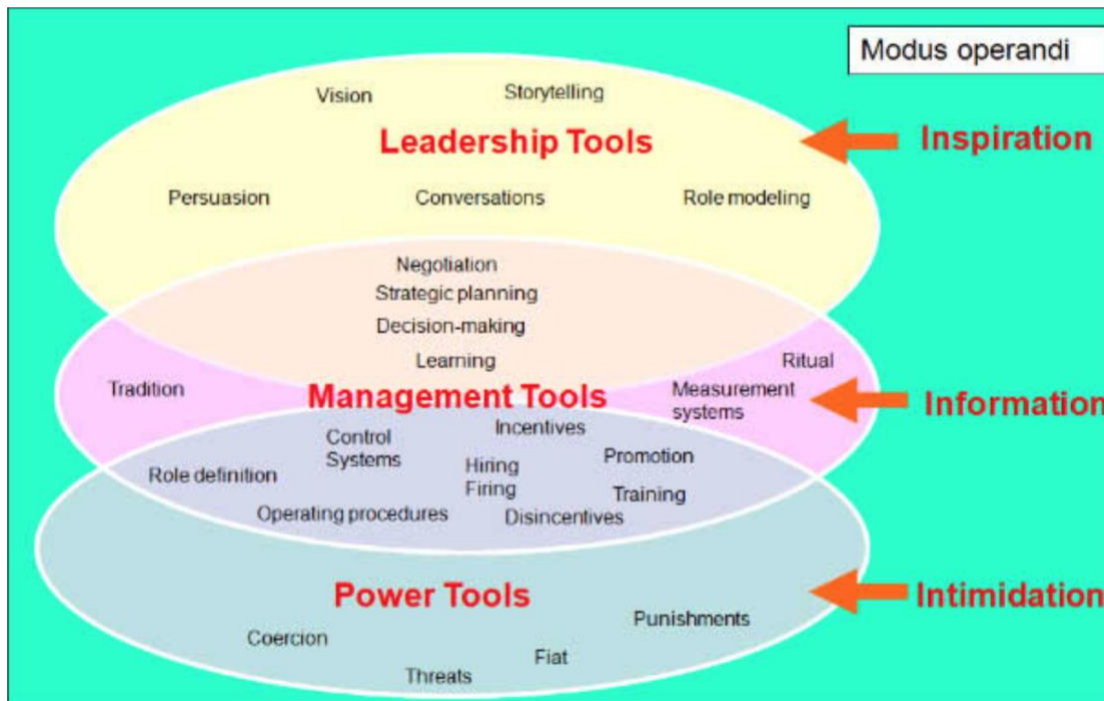 Modus operandi
Vision
Storytelling
Leadership Tools
Inspiration
Persuasion
Conversations
Role modeling
Negotiation
Strategic planning
Decision-making
Learning
Ritual
Tradition
Management Tools
Measurement
systems
Information
Incentives
Control
Systems
Promotion
Role definition
Hiring
Firing
Training
Operating procedures
Disincentives
Power Tools
Intimidation
Punishments
Coercion
Fiat
Threats